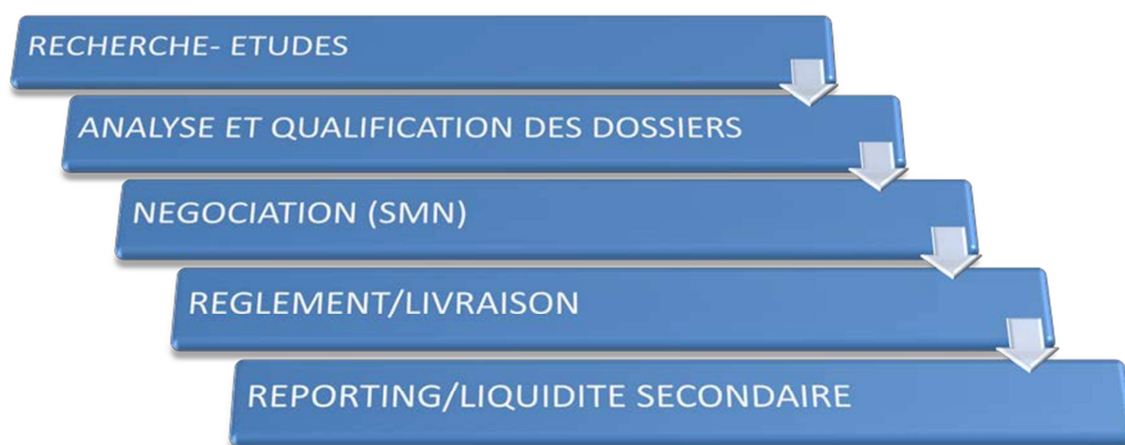 RECHERCHE- ETUDES
ANALYSE ET QUALIFICATION DES DOSSIERS
NEGOCIATION (SMN)
REGLEMENT/LIVRAISON
REPORTING/LIQUIDITE SECONDAIRE